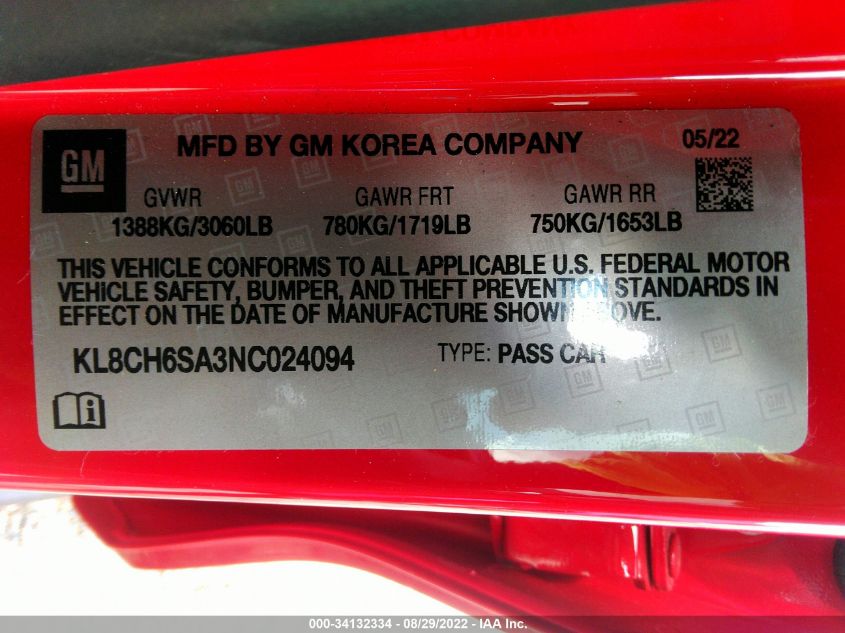 GM
MFD BY GM KOREA COMPANY
05/22
GVWR GAWR FRT GAWR RR
1388KG/3060LB 780KG/1719LB 750KG/1653LB
THIS VEHICLE CONFORMS TO ALL APPLICABLE U.S. FEDERAL MOTOR
VEHICLE SAFETY, BUMPER, AND THEFT PREVENTION STANDARDS IN
EFFECT ON THE DATE OF MANUFACTURE SHOWN ABOVE.
KL8CH6SA3NC024094 TYPE: PASS CAR
000-34132334 - 08/29/2022 - IAA Inc.